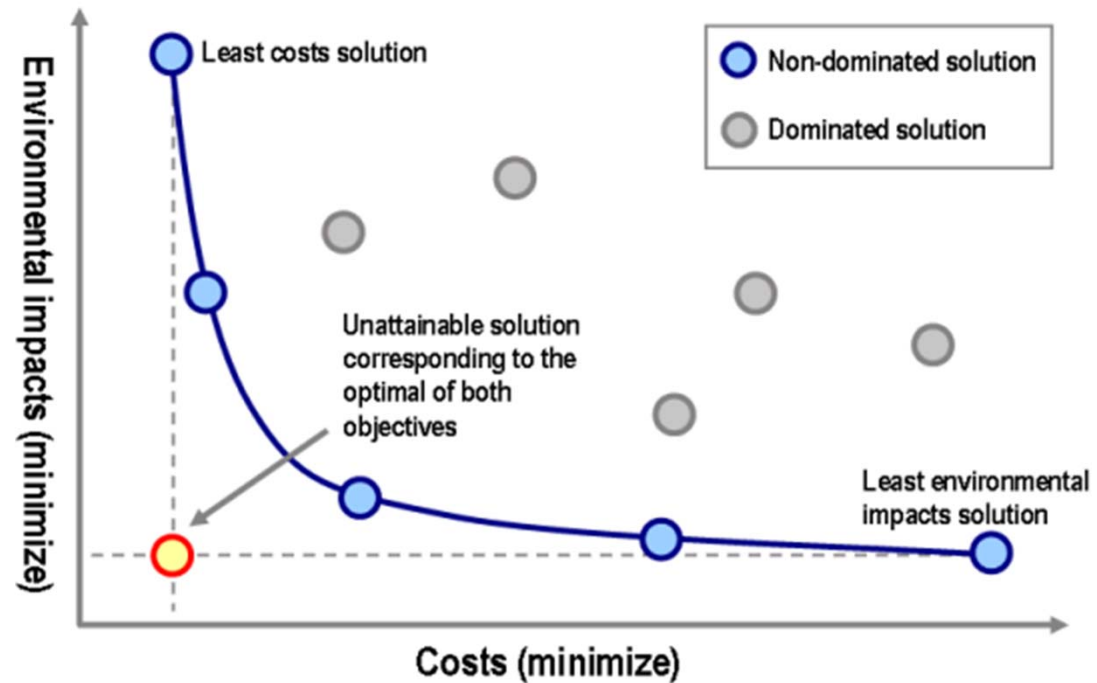 Least costs solution
Non-dominated solution
Dominated solution
Environmental impacts (minimize)
Unattainable solution
corresponding to the
optimal of both
objectives
Least environmental
impacts solution
Costs (minimize)